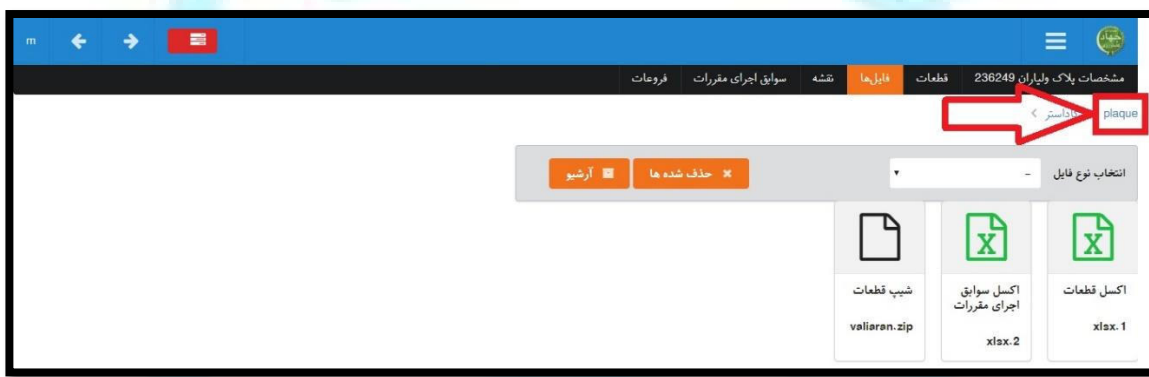 m
مشخصات پلاک ولیاران 236249 قطعات فایل‌ها نقشه سوابق اجرای مقررات فروعات
plaque کاداستر >
انتخاب نوع فایل - حذف شده ها آرشیو
اکسل قطعات
1.xlsx
اکسل سوابق
اجرای مقررات
2.xlsx
شیپ قطعات
valiaran.zip